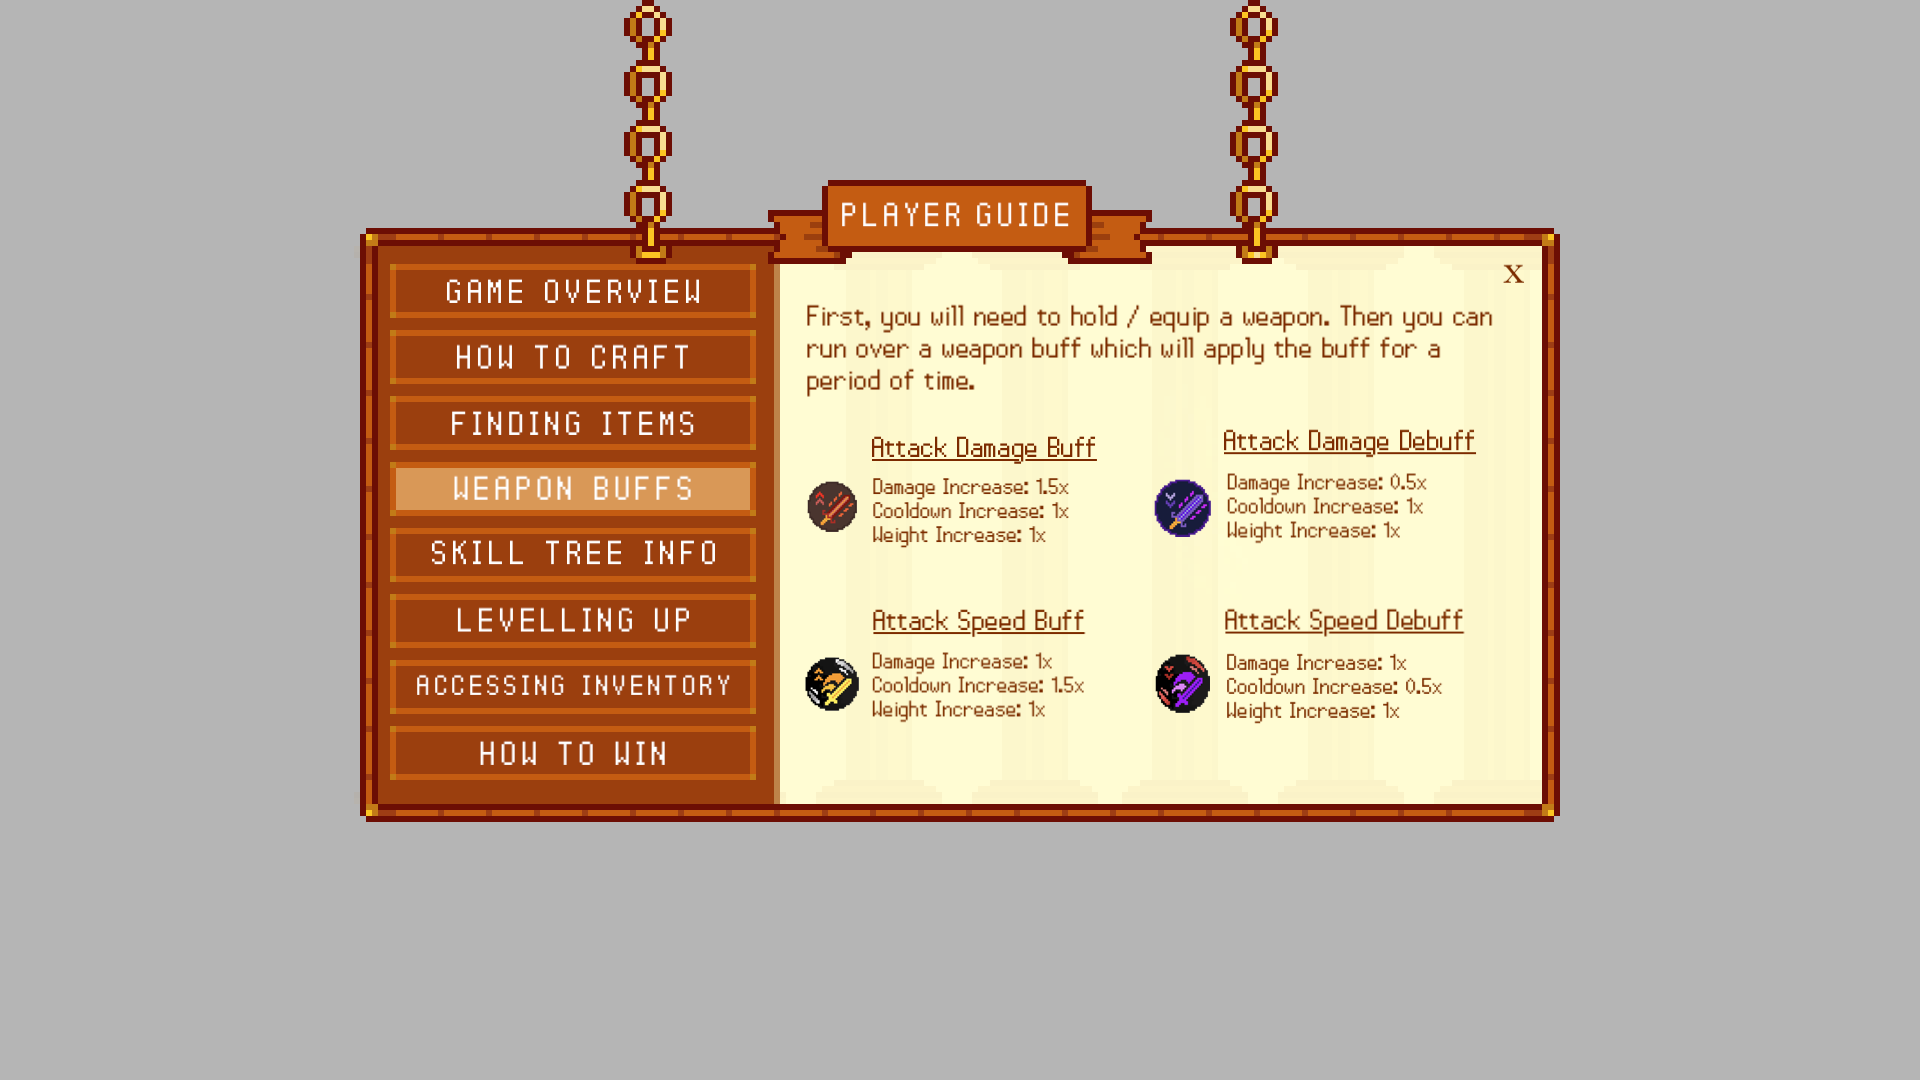 PLAYER GUIDE
GAME OVERVIEW
HOW TO CRAFT
FINDING ITEMS
WEAPON BUFFS
SKILL TREE INFO
LEVELLING UP
ACCESSING INVENTORY
HOW TO WIN
X
First, you will need to hold / equip a weapon. Then you can
run over a weapon buff which will apply the buff for a
period of time.
Attack Damage Buff
Damage Increase: 1.5x
Cooldown Increase: 1x
Weight Increase: 1x
Attack Damage Debuff
Damage Increase: 0.5x
Cooldown Increase: 1x
Weight Increase: 1x
Attack Speed Buff
Damage Increase: 1x
Cooldown Increase: 1.5x
Weight Increase: 1x
Attack Speed Debuff
Damage Increase: 1x
Cooldown Increase: 0.5x
Weight Increase: 1x